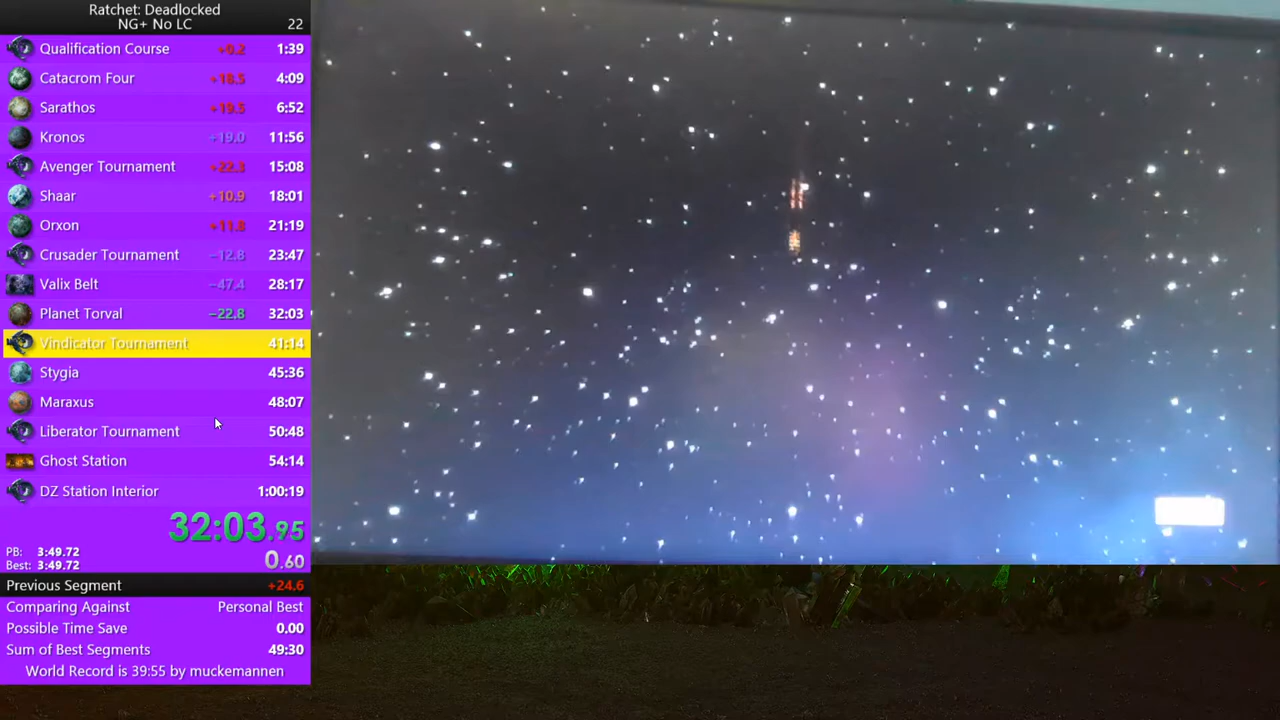 Ratchet: Deadlocked
NG+ No LC 22
Qualification Course +0.2 1:39
Catacrom Four +18.5 4:09
Sarathos +19.5 6:52
Kronos +19.0 11:56
Avenger Tournament +22.3 15:08
Shaar +10.9 18:01
Orxon +11.8 21:19
Crusader Tournament −12.8 23:47
Valix Belt −47.4 28:17
Planet Torval −22.8 32:03
Vindicator Tournament 41:14
Stygia 45:36
Maraxus 48:07
Liberator Tournament 50:48
Ghost Station 54:14
DZ Station Interior 1:00:19
32:03.95
PB: 3:49.72
Best: 3:49.72 0.60
Previous Segment +24.6
Comparing Against Personal Best
Possible Time Save 0.00
Sum of Best Segments 49:30
World Record is 39:55 by muckemannen